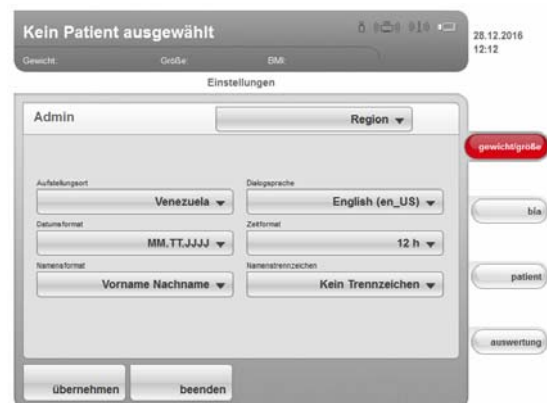 Kein Patient ausgewählt
28.12.2016
12:12
Gewicht: Größe: BMI:
Einstellungen
Admin
Region
gewicht/größe
Aufstellungsort
Dialogsprache
Venezuela
English (en_US)
bia
Datumsformat
Zeitformat
MM.TT.JJJJ
12 h
Namensformat
Namenstrennzeichen
Vorname Nachname
Kein Trennzeichen
patient
auswertung
übernehmen
beenden